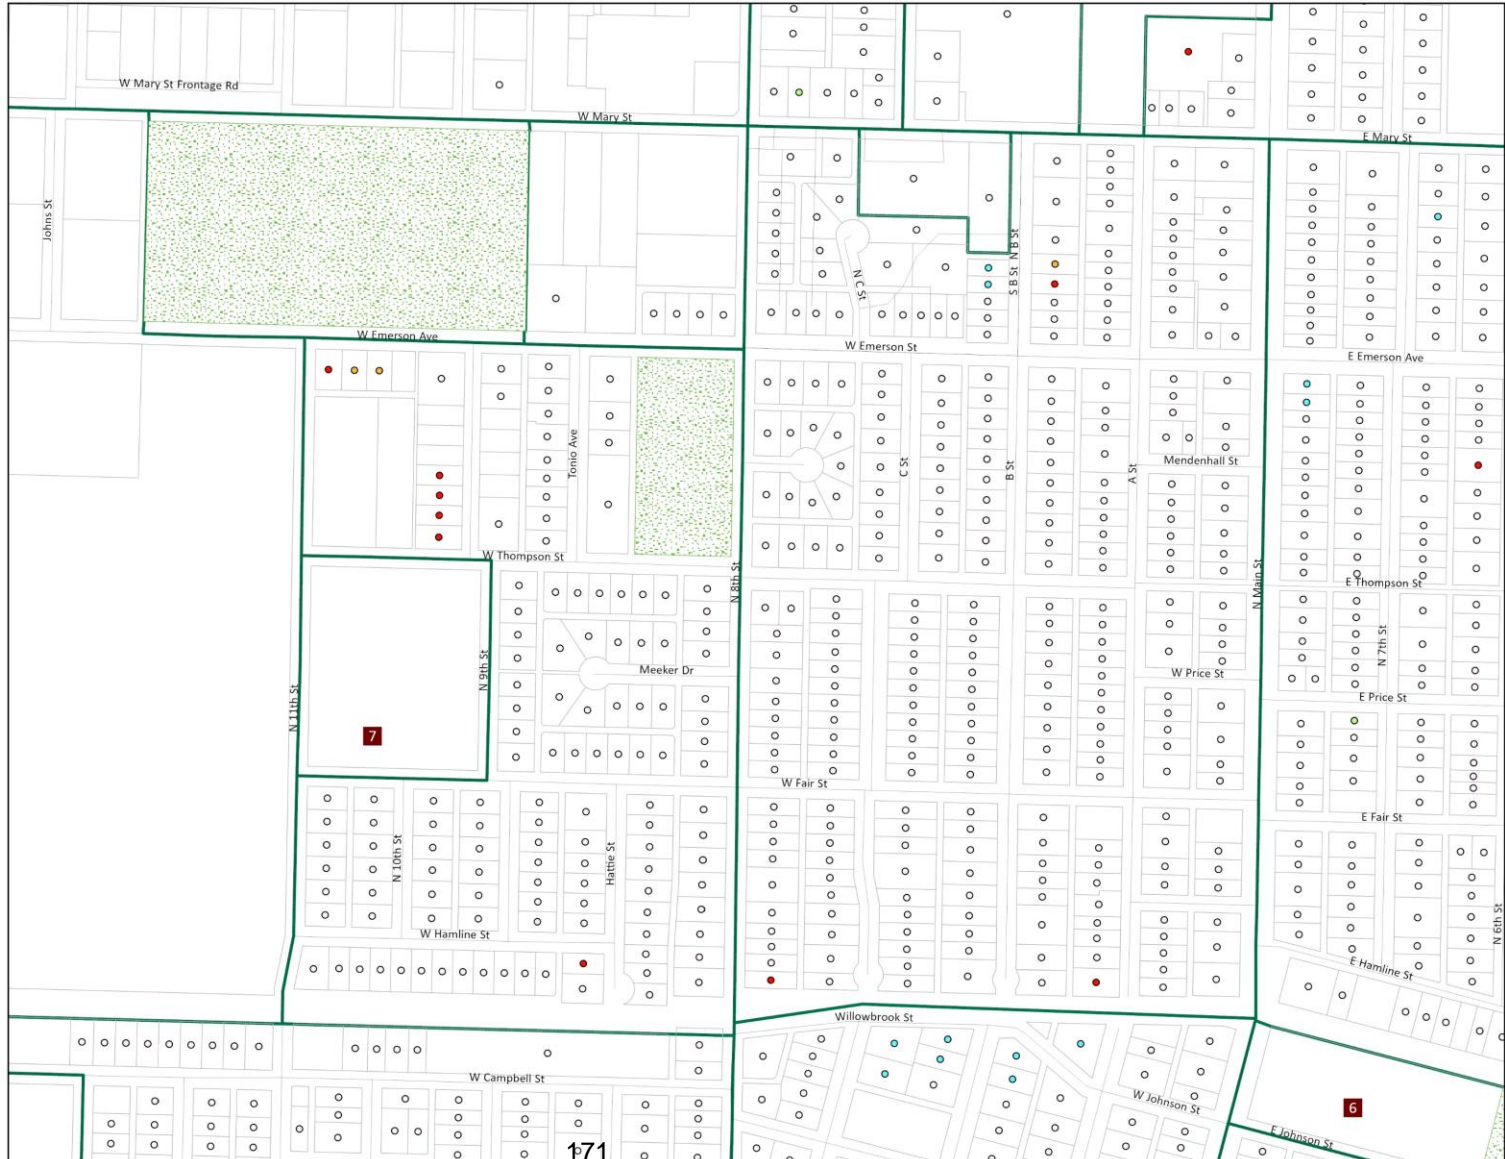 W Mary St Frontage Rd
W Mary St
E Mary St
Johns St
N B St
S B St
N C St
W Emerson Ave
W Emerson St
E Emerson Ave
Tonio Ave
C St
B St
A St
Mendenhall St
W Thompson St
N 8th St
N Main St
E Thompson St
N 9th St
Meeker Dr
N 7th St
W Price St
E Price St
N 11th St
7
W Fair St
E Fair St
N 10th St
Hattie St
W Hamline St
N 6th St
E Hamline St
Willowbrook St
W Campbell St
W Johnson St
6
E Johnson St
171